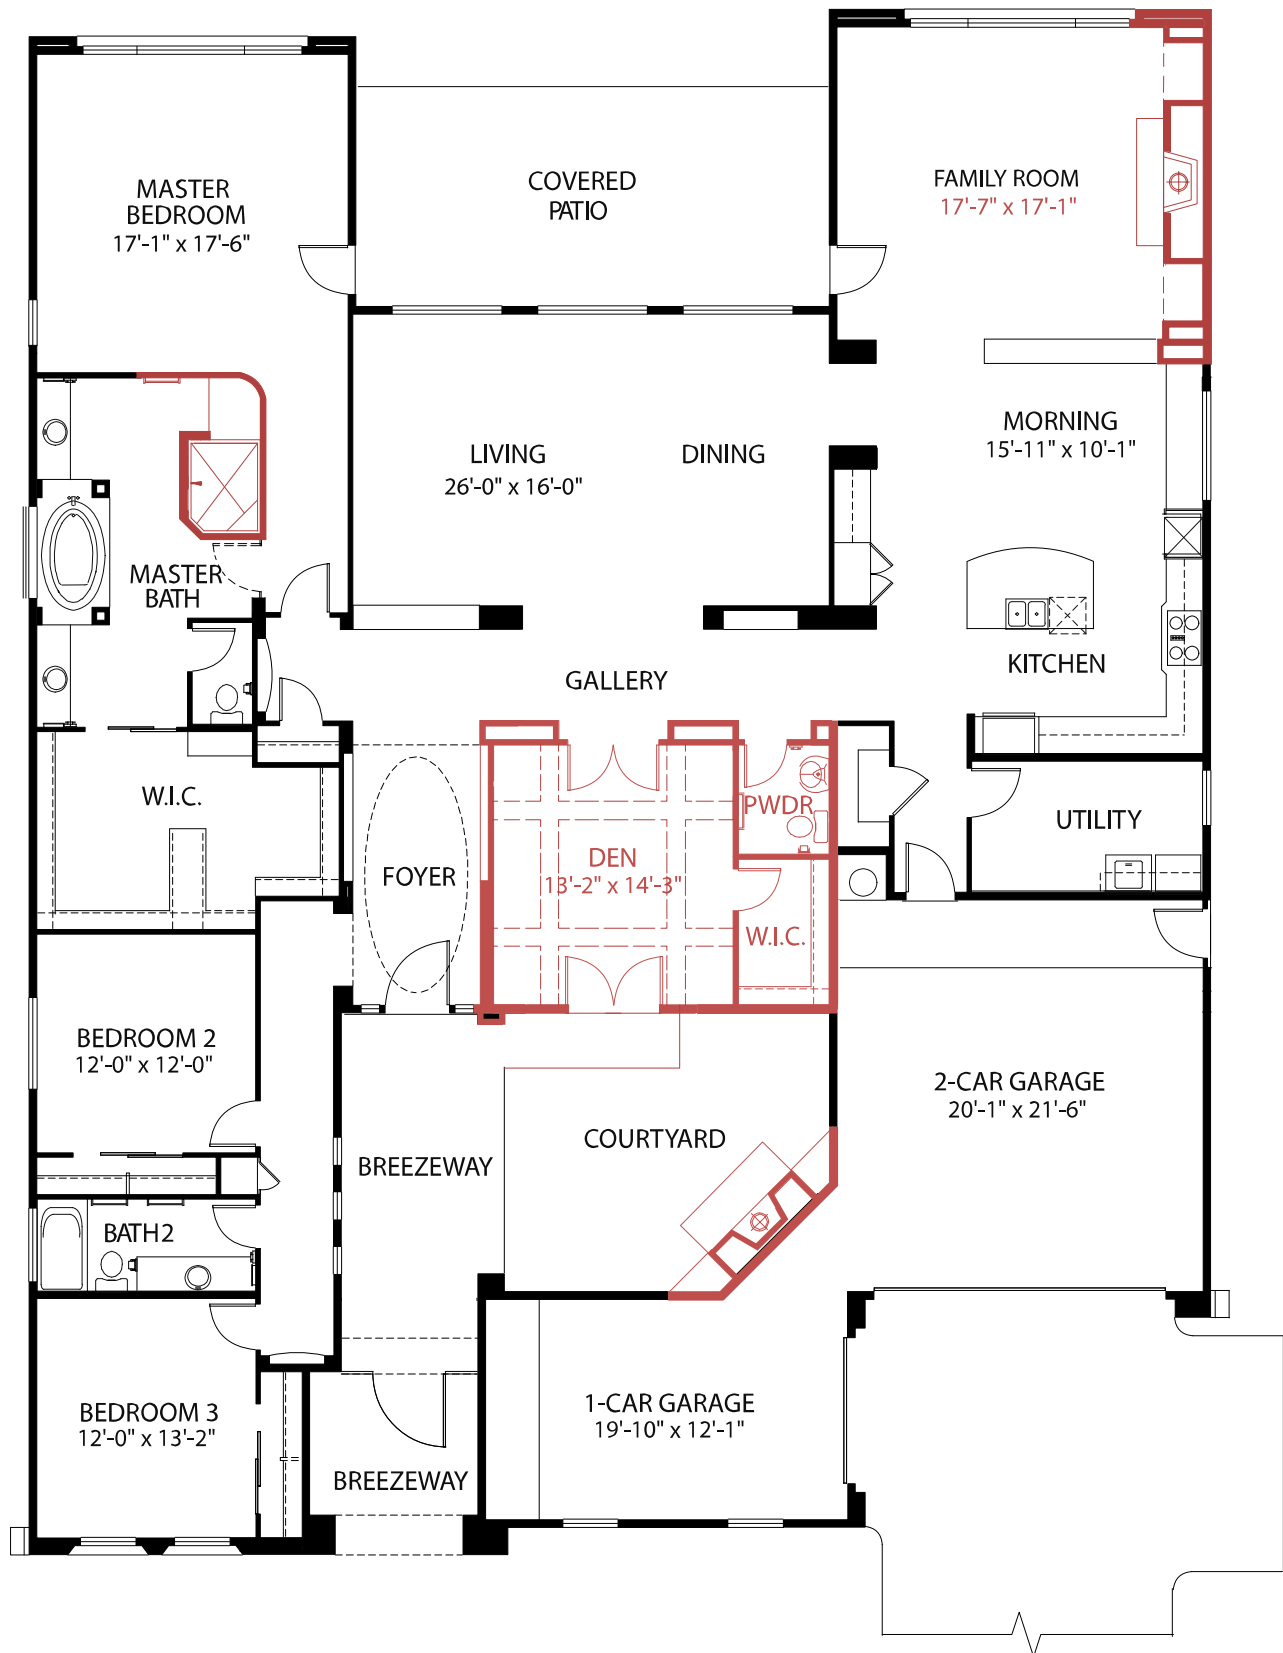 MASTER
BEDROOM
17'-1" x 17'-6"
COVERED
PATIO
FAMILY ROOM
17'-7" x 17'-1"
LIVING
26'-0" x 16'-0"
DINING
MORNING
15'-11" x 10'-1"
MASTER
BATH
GALLERY
KITCHEN
W.I.C.
FOYER
DEN
13'-2" x 14'-3"
PWDR
W.I.C.
UTILITY
BEDROOM 2
12'-0" x 12'-0"
2-CAR GARAGE
20'-1" x 21'-6"
BREEZEWAY
COURTYARD
BATH 2
BEDROOM 3
12'-0" x 13'-2"
1-CAR GARAGE
19'-10" x 12'-1"
BREEZEWAY